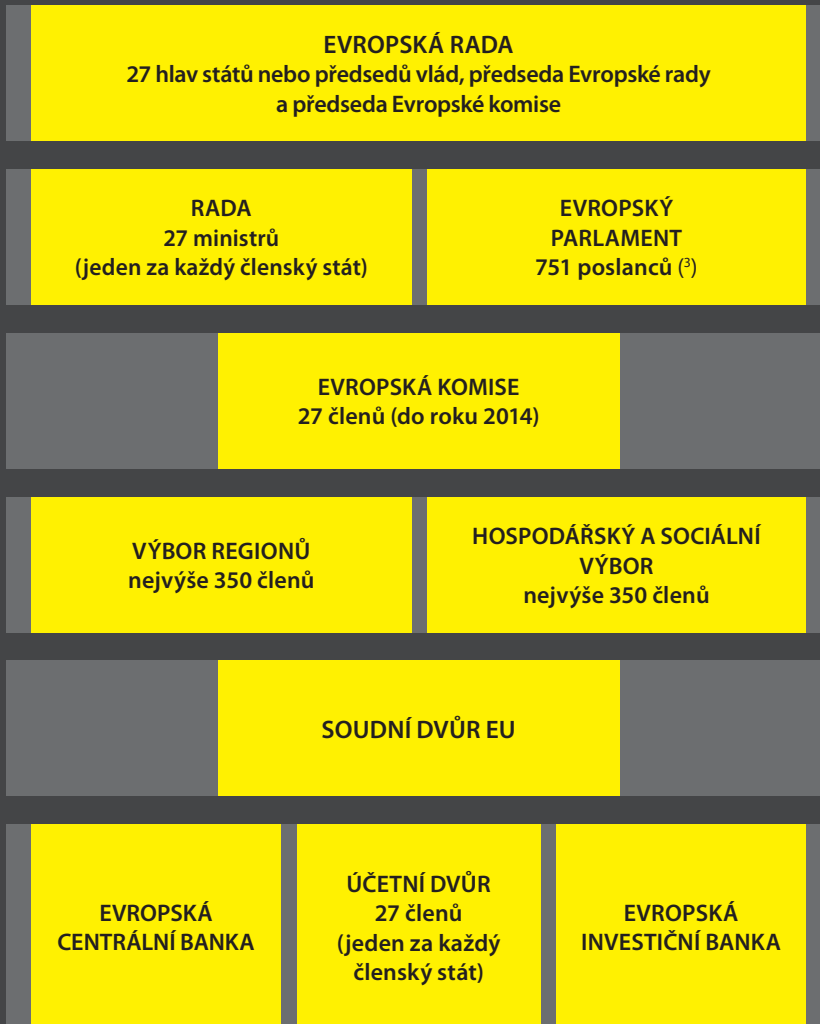 EVROPSKÁ RADA
27 hlav států nebo předsedů vlád, předseda Evropské rady
a předseda Evropské komise
RADA
27 ministrů
(jeden za každý členský stát)
EVROPSKÝ
PARLAMENT
751 poslanců (³)
EVROPSKÁ KOMISE
27 členů (do roku 2014)
VÝBOR REGIONŮ
nejvýše 350 členů
HOSPODÁŘSKÝ A SOCIÁLNÍ
VÝBOR
nejvýše 350 členů
SOUDNÍ DVŮR EU
EVROPSKÁ
CENTRÁLNÍ BANKA
ÚČETNÍ DVŮR
27 členů
(jeden za každý
členský stát)
EVROPSKÁ
INVESTIČNÍ BANKA